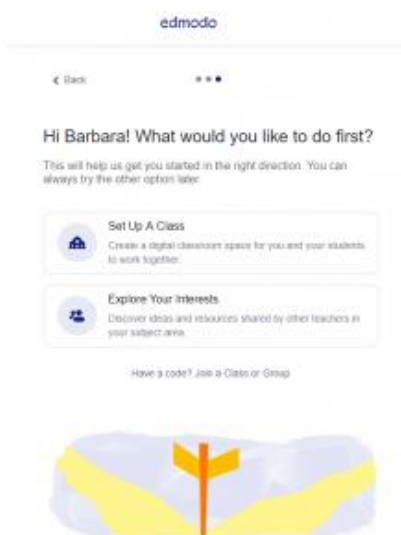 edmodo
Back
Hi Barbara! What would you like to do first?
This will help us get you started in the right direction. You can
always try the other option later.
Set Up A Class
Create a digital classroom space for you and your students
to work together.
Explore Your Interests
Discover ideas and resources shared by other teachers in
your subject area.
Have a code? Join a Class or Group